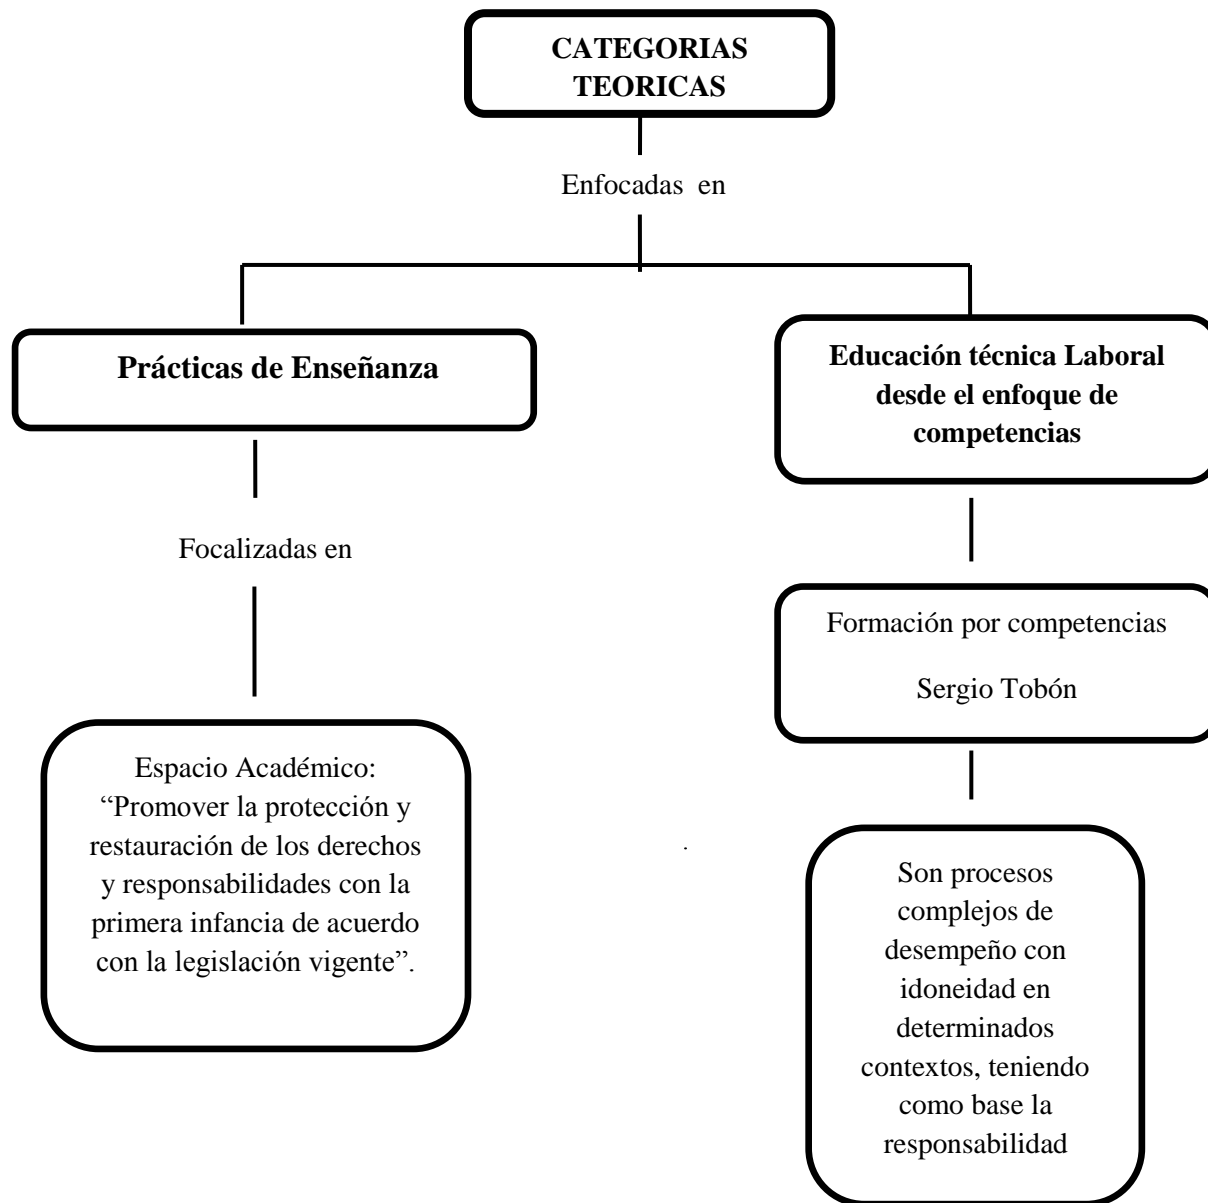 CATEGORIAS
TEORICAS
Enfocadas en
Prácticas de Enseñanza
Focalizadas en
Espacio Académico:
“Promover la protección y
restauración de los derechos
y responsabilidades con la
primera infancia de acuerdo
con la legislación vigente”.
Educación técnica Laboral
desde el enfoque de
competencias
Formación por competencias
Sergio Tobón
Son procesos
complejos de
desempeño con
idoneidad en
determinados
contextos, teniendo
como base la
responsabilidad